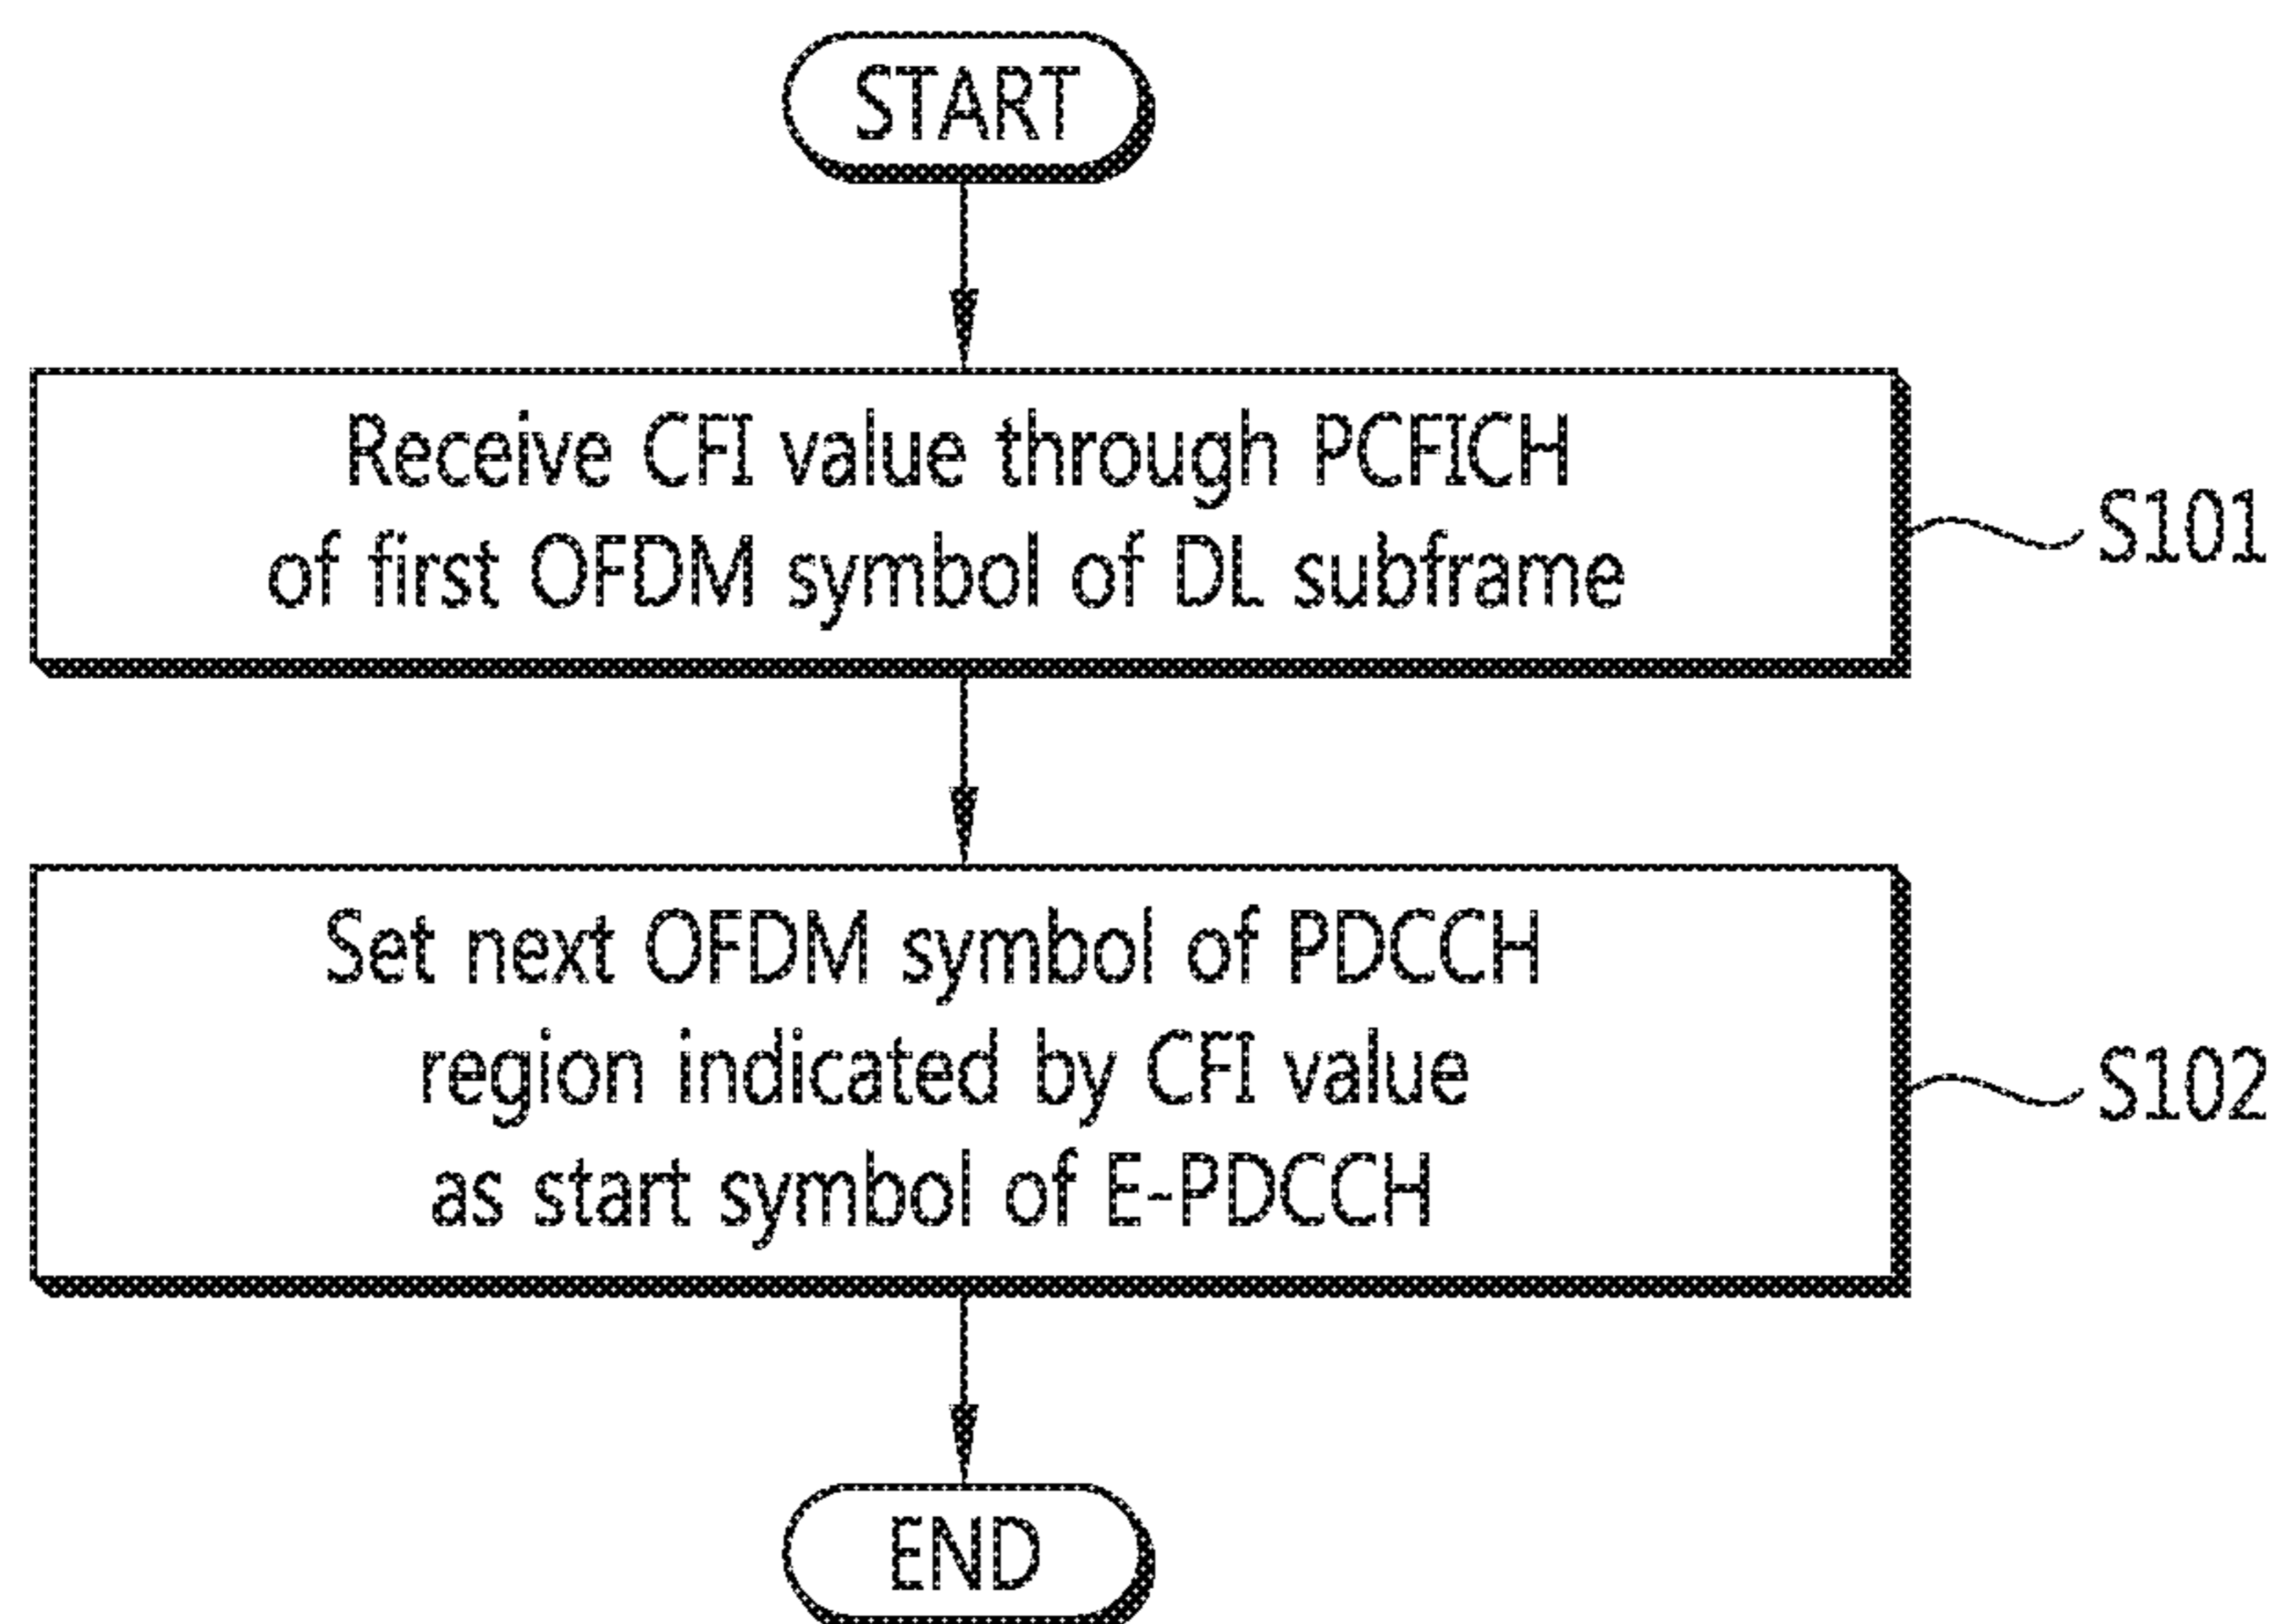 START
Receive CFI value through PCFICH
of first OFDM symbol of DL subframe
S101
Set next OFDM symbol of PDCCH
region indicated by CFI value
as start symbol of E-PDCCH
S102
END